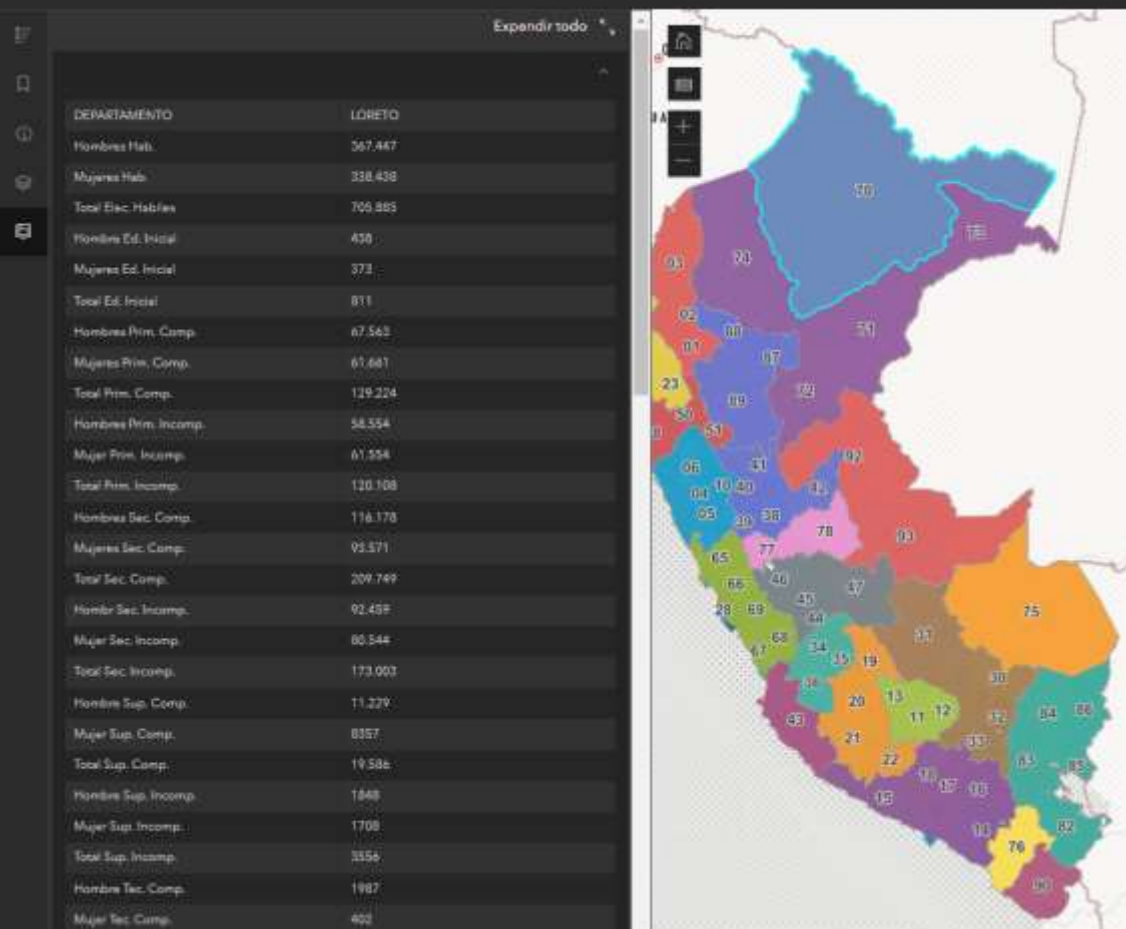 Expandir todo
DEPARTAMENTO LORETO
Hombres Hab. 367.447
Mujeres Hab 338.438
Total Elec. Habiles 705.885
Hombre Ed. Inicial 438
Mujeres Ed. Inicial 373
Total Ed. Inicial 811
Hombres Prim. Comp. 67.563
Mujeres Prim. Comp. 61.661
Total Prim. Comp. 129.224
Hombres Prim. Incomp. 58.554
Mujer Prim. Incomp. 61.554
Total Prim. Incomp. 120.108
Hombres Sec. Comp. 116.178
Mujeres Sec. Comp. 93.571
Total Sec. Comp. 209.749
Hombr Sec. Incomp. 92.459
Mujer Sec. Incomp. 80.544
Total Sec. Incomp. 173.003
Hombre Sup. Comp. 11.229
Mujer Sup. Comp. 8357
Total Sup. Comp. 19.586
Hombre Sup. Incomp. 1848
Mujer Sup. Incomp. 1708
Total Sup. Incomp. 3556
Hombre Tec. Comp. 1987
Mujer Tec. Comp. 402
70
74
03
02
88
71
01
87
23
72
89
50
51
41
92
06
10 40
42
04
05
39 38
78
93
77
65
46
66
45
47
75
28 69
44
68
34
31
67
35 19
36
30
13
20
12
84 86
43
11
32
21
33
22
83
85
18 17 16
15
14
82
76
90